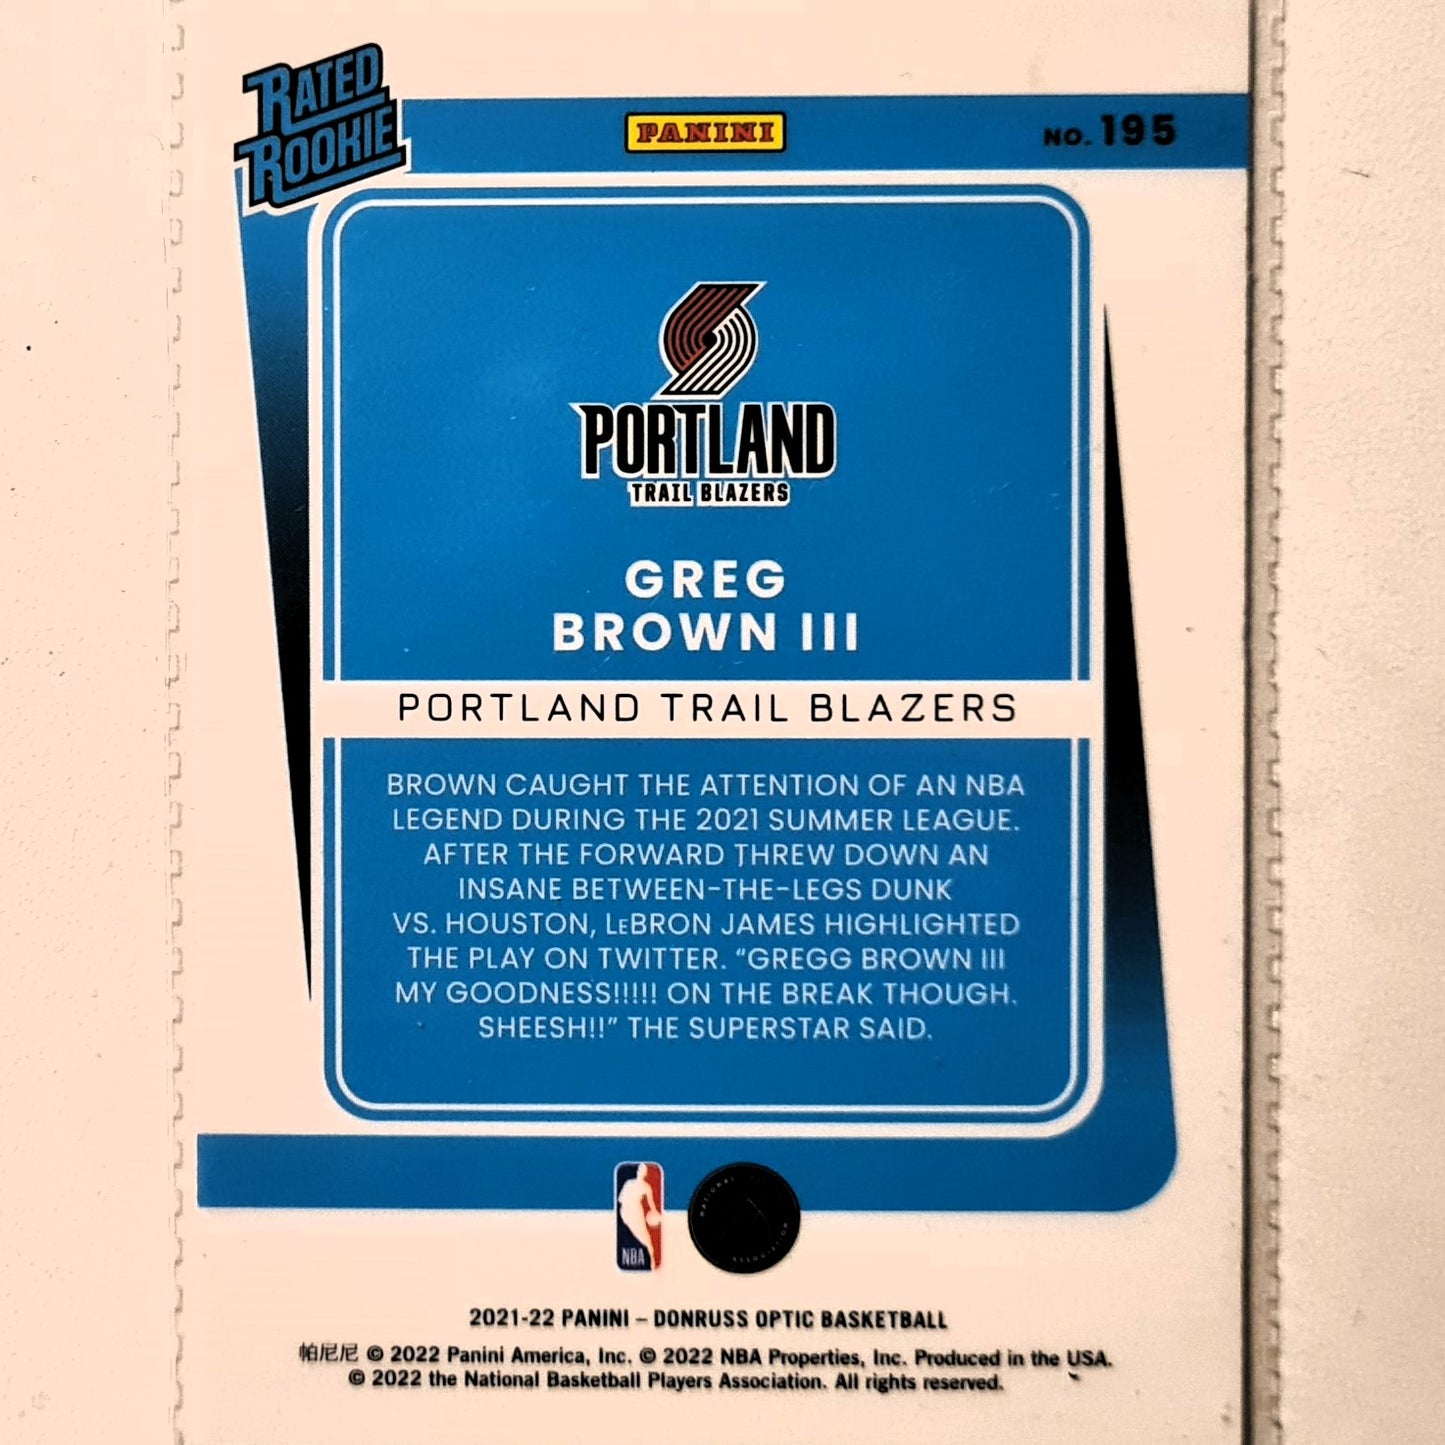 RATED
ROOKIE
PANINI
NO. 195
PORTLAND
TRAIL BLAZERS
GREG
BROWN III
PORTLAND TRAIL BLAZERS
BROWN CAUGHT THE ATTENTION OF AN NBA
LEGEND DURING THE 2021 SUMMER LEAGUE.
AFTER THE FORWARD THREW DOWN AN
INSANE BETWEEN-THE-LEGS DUNK
VS. HOUSTON, LeBRON JAMES HIGHLIGHTED
THE PLAY ON TWITTER. “GREGG BROWN III
MY GOODNESS!!!!! ON THE BREAK THOUGH.
SHEESH!!” THE SUPERSTAR SAID.
NBA
NATIONAL
ASSOCIATION
2021-22 PANINI – DONRUSS OPTIC BASKETBALL
帕尼尼 © 2022 Panini America, Inc. © 2022 NBA Properties, Inc. Produced in the USA.
© 2022 the National Basketball Players Association. All rights reserved.